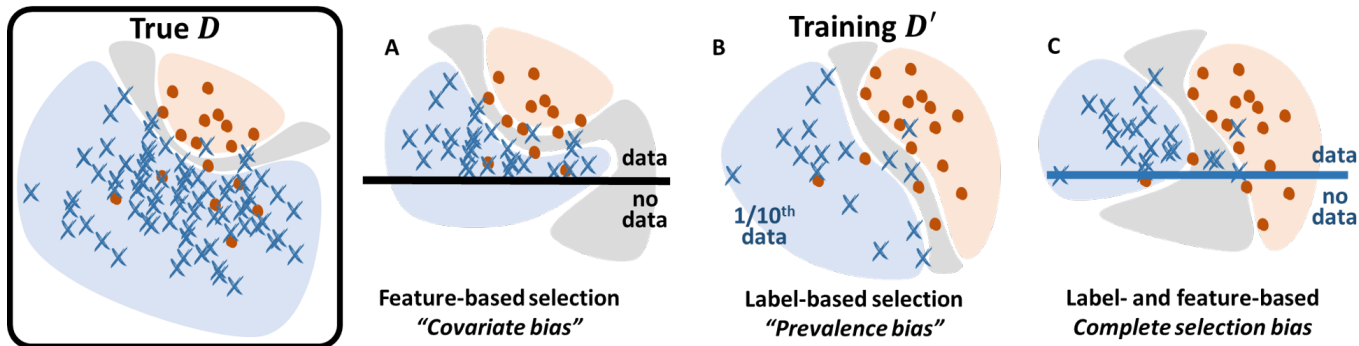 True D
Training D′
A
B
C
data
no
data
1/10th
data
data
no
data
Feature-based selection
“Covariate bias”
Label-based selection
“Prevalence bias”
Label- and feature-based
Complete selection bias